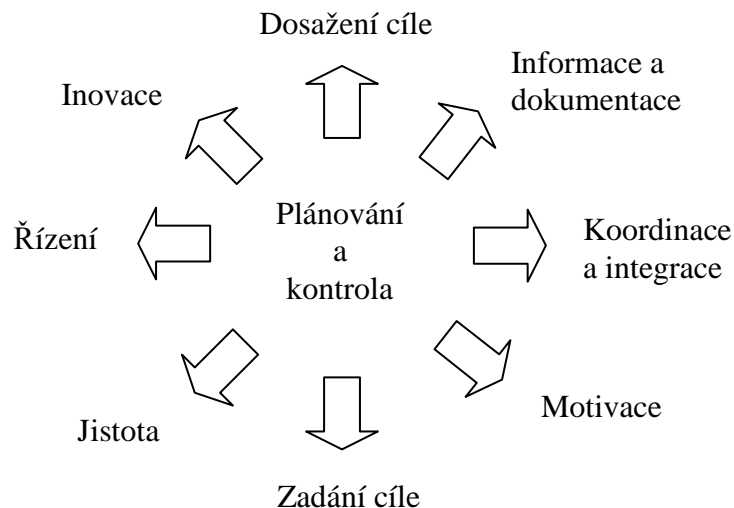 Dosažení cíle
Informace a
dokumentace
Inovace
Plánování
a
kontrola
Řízení
Koordinace
a integrace
Motivace
Jistota
Zadání cíle